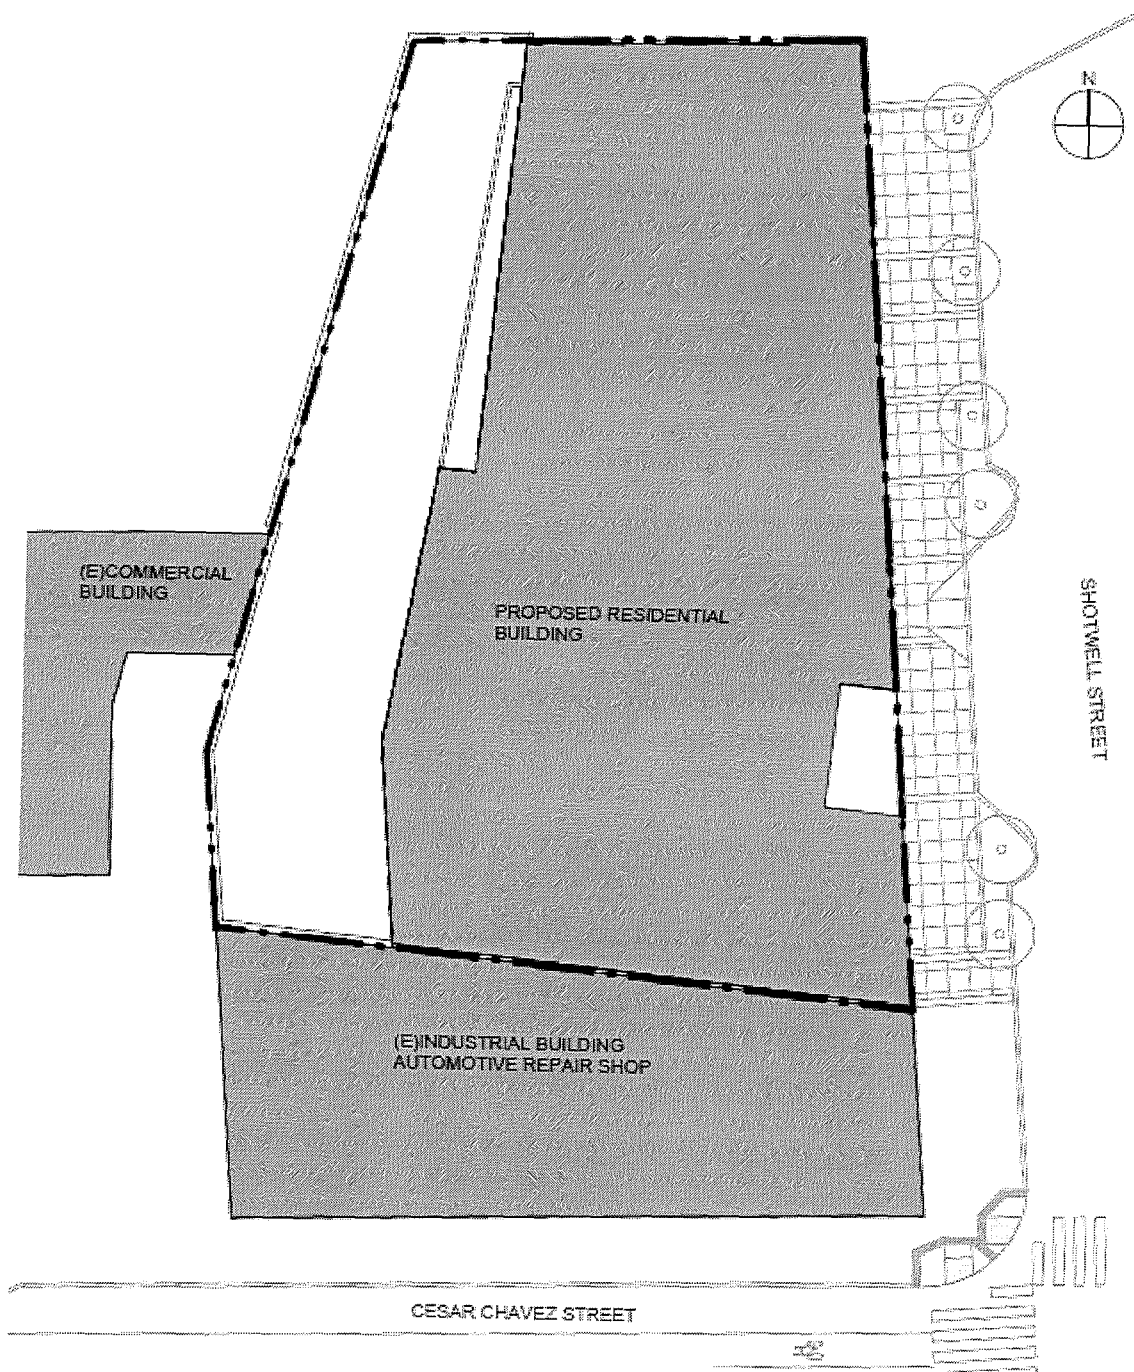 N
(E)COMMERCIAL
BUILDING
PROPOSED RESIDENTIAL
BUILDING
SHOTWELL STREET
(E)INDUSTRIAL BUILDING
AUTOMOTIVE REPAIR SHOP
CESAR CHAVEZ STREET